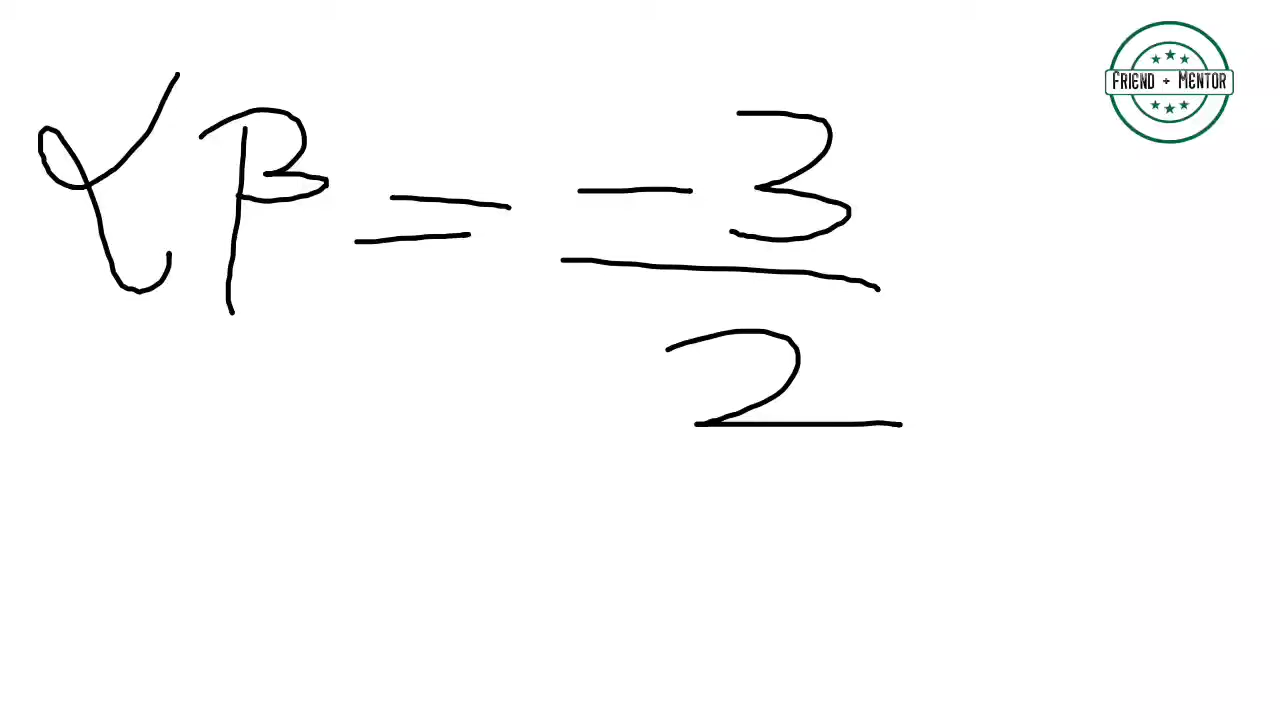 αβ = -3/2
FRIEND + MENTOR